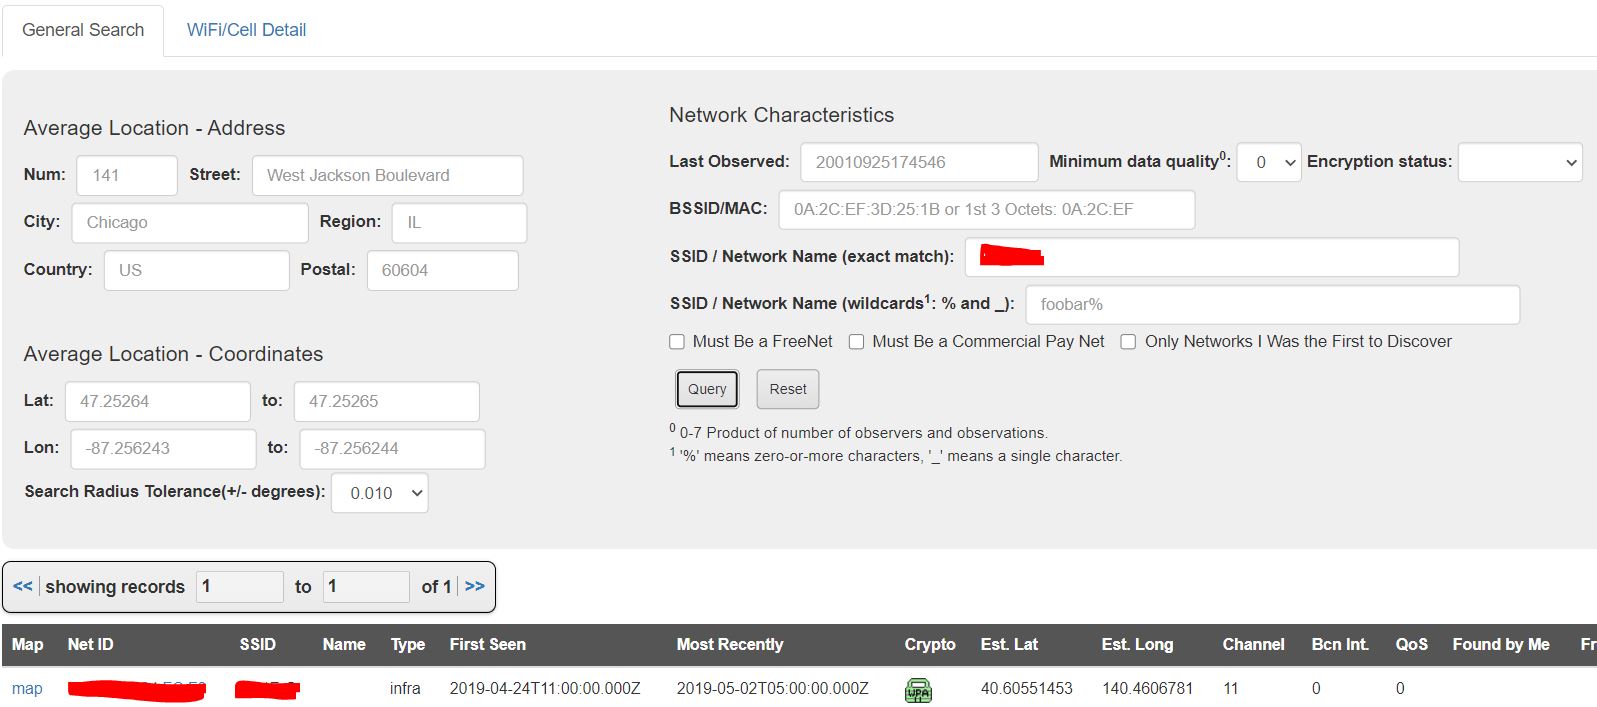 General Search WiFi/Cell Detail
Average Location - Address
Num: 141 Street: West Jackson Boulevard
City: Chicago Region: IL
Country: US Postal: 60604
Average Location - Coordinates
Lat: 47.25264 to: 47.25265
Lon: -87.256243 to: -87.256244
Search Radius Tolerance(+/- degrees): 0.010
Network Characteristics
Last Observed: 20010925174546 Minimum data quality0: 0 Encryption status:
BSSID/MAC: 0A:2C:EF:3D:25:1B or 1st 3 Octets: 0A:2C:EF
SSID / Network Name (exact match):
SSID / Network Name (wildcards1: % and _): foobar%
Must Be a FreeNet Must Be a Commercial Pay Net Only Networks I Was the First to Discover
Query Reset
0 0-7 Product of number of observers and observations.
1 '%' means zero-or-more characters, '_' means a single character.
<< showing records 1 to 1 of 1 >>
Map Net ID SSID Name Type First Seen Most Recently Crypto Est. Lat Est. Long Channel Bcn Int. QoS Found by Me Fr
map infra 2019-04-24T11:00:00.000Z 2019-05-02T05:00:00.000Z WPA 40.60551453 140.4606781 11 0 0